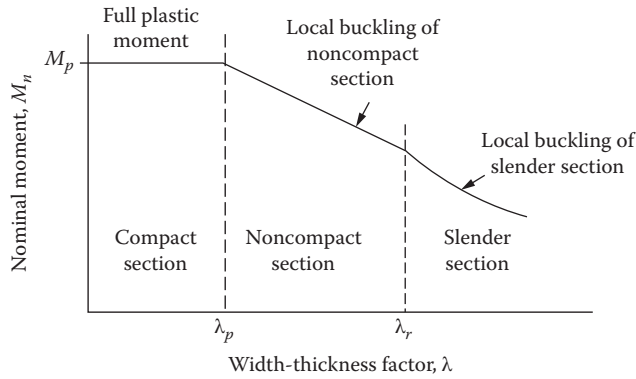 Full plastic
moment
Local buckling of
noncompact
section
M_p
Nominal moment, M_n
Local buckling of
slender section
Compact
section
Noncompact
section
Slender
section
λ_p
λ_r
Width-thickness factor, λ